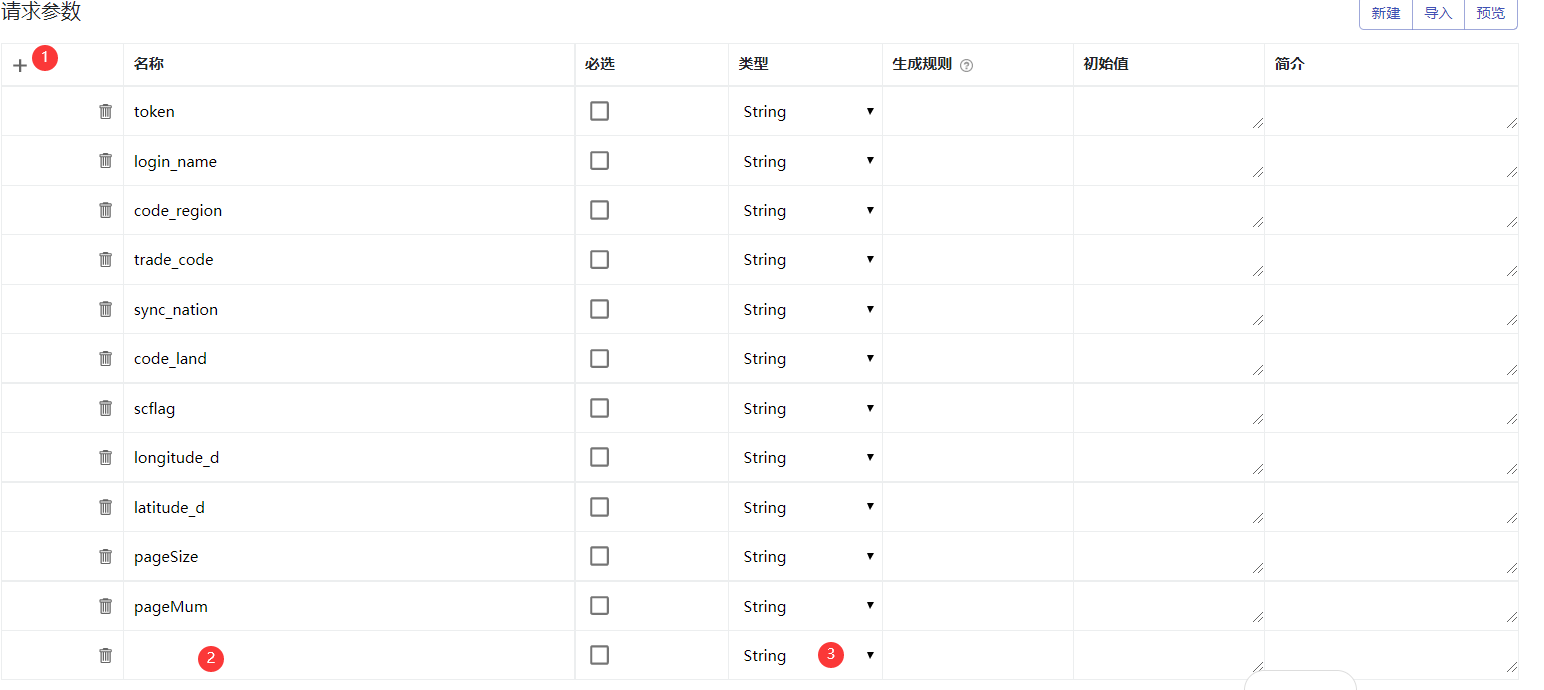 请求参数
新建 导入 预览
+ 1 名称 必选 类型 生成规则 ? 初始值 简介
token String
login_name String
code_region String
trade_code String
sync_nation String
code_land String
scflag String
longitude_d String
latitude_d String
pageSize String
pageMum String
2 String 3